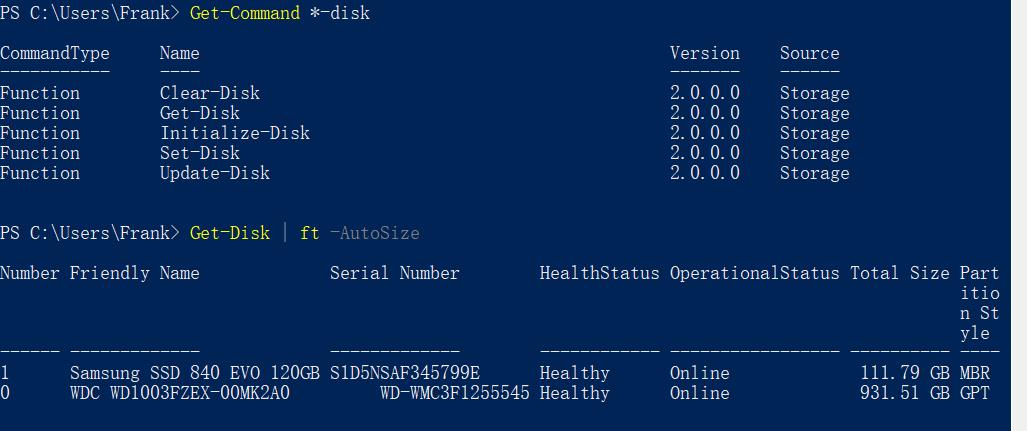 PS C:\Users\Frank> Get-Command *-disk
CommandType Name Version Source
----------- ---- ------- ------
Function Clear-Disk 2.0.0.0 Storage
Function Get-Disk 2.0.0.0 Storage
Function Initialize-Disk 2.0.0.0 Storage
Function Set-Disk 2.0.0.0 Storage
Function Update-Disk 2.0.0.0 Storage
PS C:\Users\Frank> Get-Disk | ft -AutoSize
Number Friendly Name Serial Number HealthStatus OperationalStatus Total Size Part
itio
n St
yle
------ ------------- ------------- ------------ ----------------- ---------- ----
1 Samsung SSD 840 EVO 120GB S1D5NSAF345799E Healthy Online 111.79 GB MBR
0 WDC WD1003FZEX-00MK2A0 WD-WMC3F1255545 Healthy Online 931.51 GB GPT